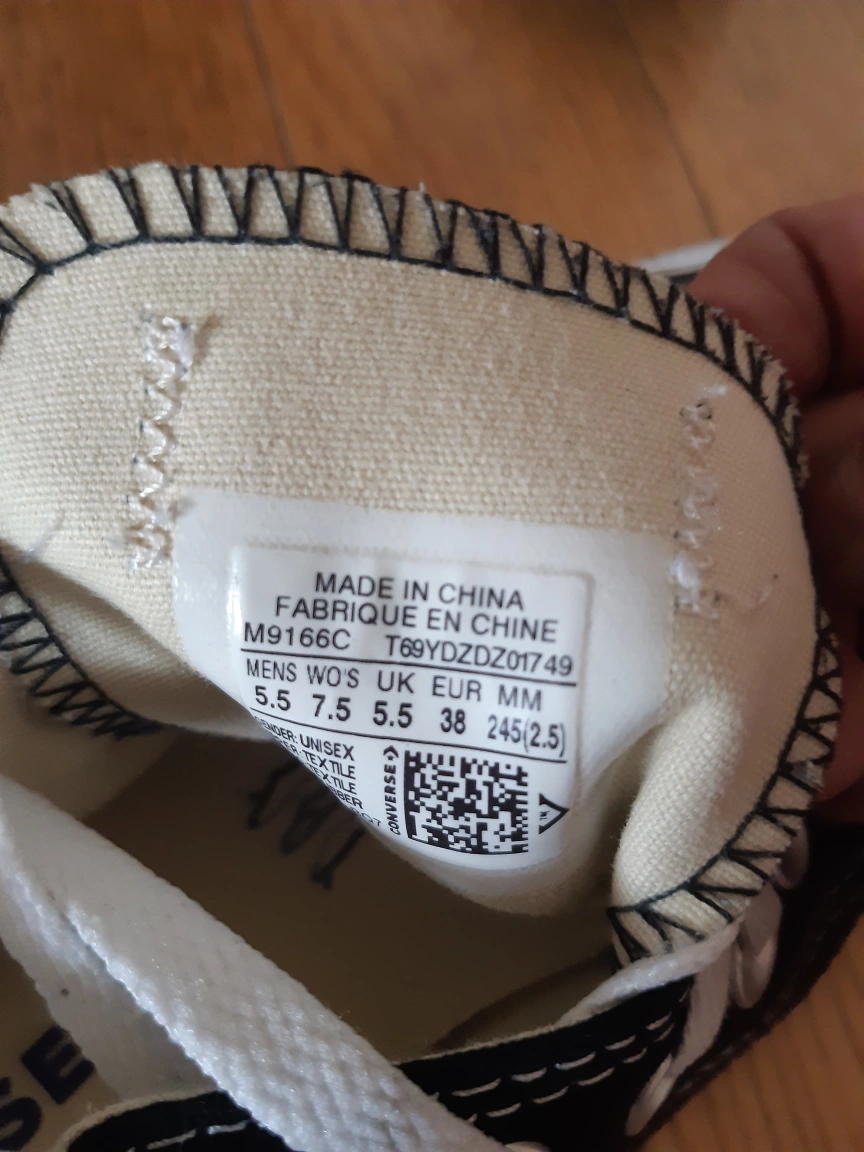 MADE IN CHINA
FABRIQUE EN CHINE
M9166C T69YDZDZ01749
MENS WO'S UK EUR MM
5.5 7.5 5.5 38 245(2.5)
GENDER: UNISEX
TEXTILE
TEXTILE
CONVERSE
SE